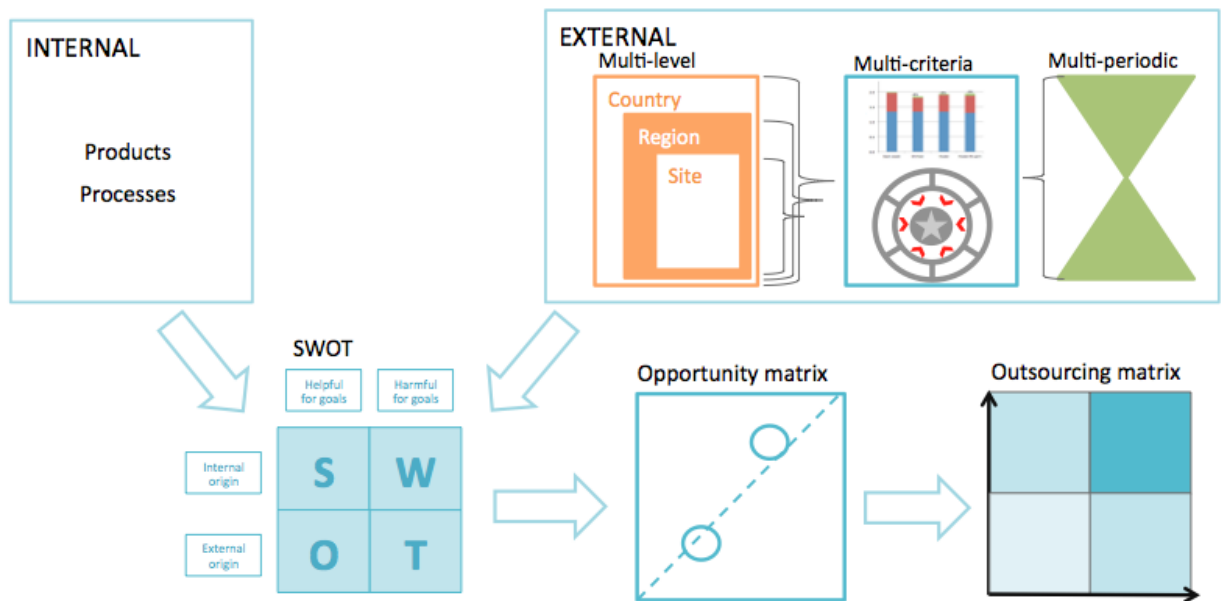 INTERNAL
Products
Processes
EXTERNAL
Multi-level
Country
Region
Site
Multi-criteria
Multi-periodic
SWOT
Helpful
for goals
Harmful
for goals
Internal
origin
External
origin
S
W
O
T
Opportunity matrix
Outsourcing matrix